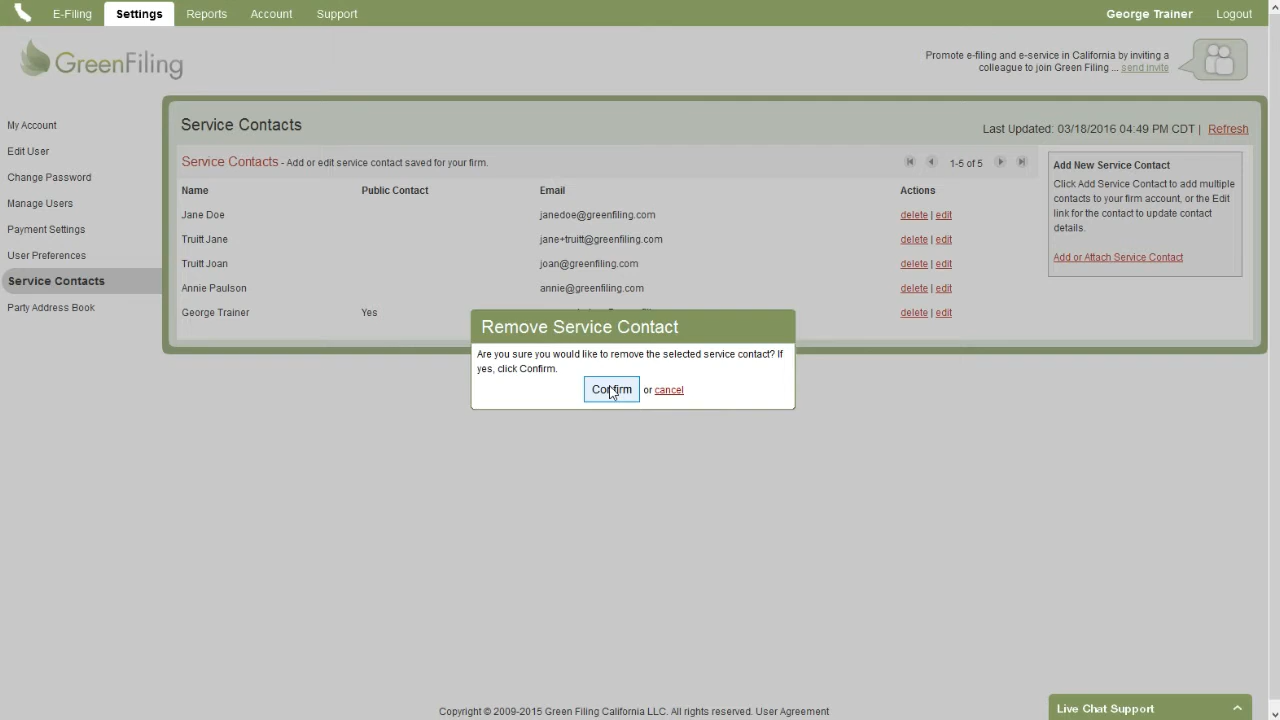 E-Filing Settings Reports Account Support George Trainer Logout
GreenFiling
Promote e-filing and e-service in California by inviting a
colleague to join Green Filing ... send invite
My Account
Edit User
Change Password
Manage Users
Payment Settings
User Preferences
Service Contacts
Party Address Book
Service Contacts
Last Updated: 03/18/2016 04:49 PM CDT | Refresh
Service Contacts - Add or edit service contact saved for your firm.
1-5 of 5
Name Public Contact Email Actions
Jane Doe janedoe@greenfiling.com delete | edit
Truitt Jane jane+truitt@greenfiling.com delete | edit
Truitt Joan joan@greenfiling.com delete | edit
Annie Paulson annie@greenfiling.com delete | edit
George Trainer Yes delete | edit
Add New Service Contact
Click Add Service Contact to add multiple
contacts to your firm account, or the Edit
link for the contact to update contact
details.
Add or Attach Service Contact
Remove Service Contact
Are you sure you would like to remove the selected service contact? If
yes, click Confirm.
Confirm or cancel
Copyright © 2009-2015 Green Filing California LLC. All rights reserved. User Agreement
Live Chat Support